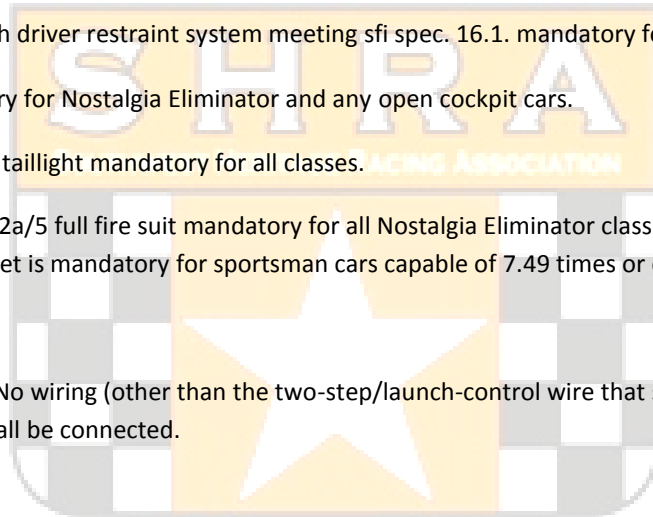 h driver restraint system meeting sfi spec. 16.1. mandatory fo
SHRA
ry for Nostalgia Eliminator and any open cockpit cars.
taillight mandatory for all classes.
RACING ASSOCIATION
2a/5 full fire suit mandatory for all Nostalgia Eliminator class
et is mandatory for sportsman cars capable of 7.49 times or
No wiring (other than the two-step/launch-control wire that
all be connected.